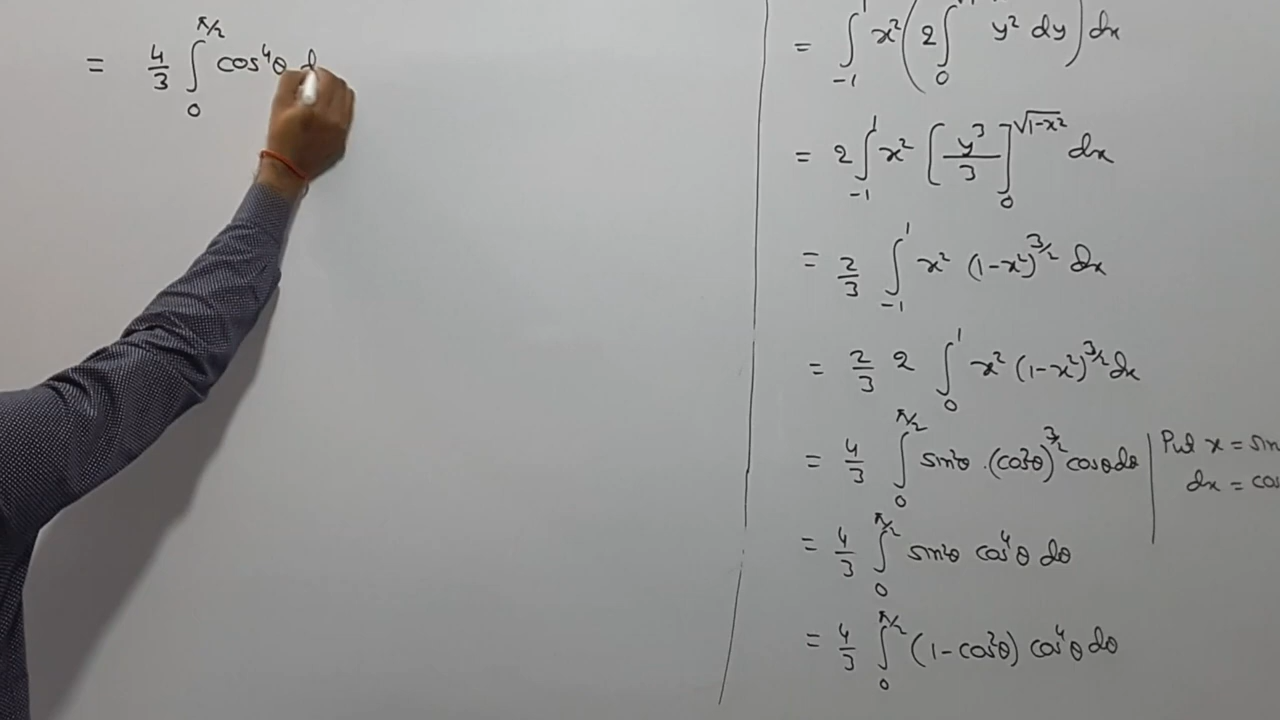 = ∫_{-1}^{1} x² (2 ∫_0 y² dy) dx
= 2 ∫_{-1}^{1} x² [y³/3]_0^{√(1-x²)} dx
= 2/3 ∫_{-1}^{1} x² (1-x²)^{3/2} dx
= 2/3 2 ∫_0^1 x² (1-x²)^{3/2} dx
= 4/3 ∫_0^{π/2} sin²θ . (cos²θ)^{3/2} cosθ dθ | Put x = sin
dx = cos
= 4/3 ∫_0^{π/2} sin²θ cos⁴θ dθ
= 4/3 ∫_0^{π/2} (1-cos²θ) cos⁴θ dθ
= 4/3 ∫_0^{π/2} cos⁴θ d